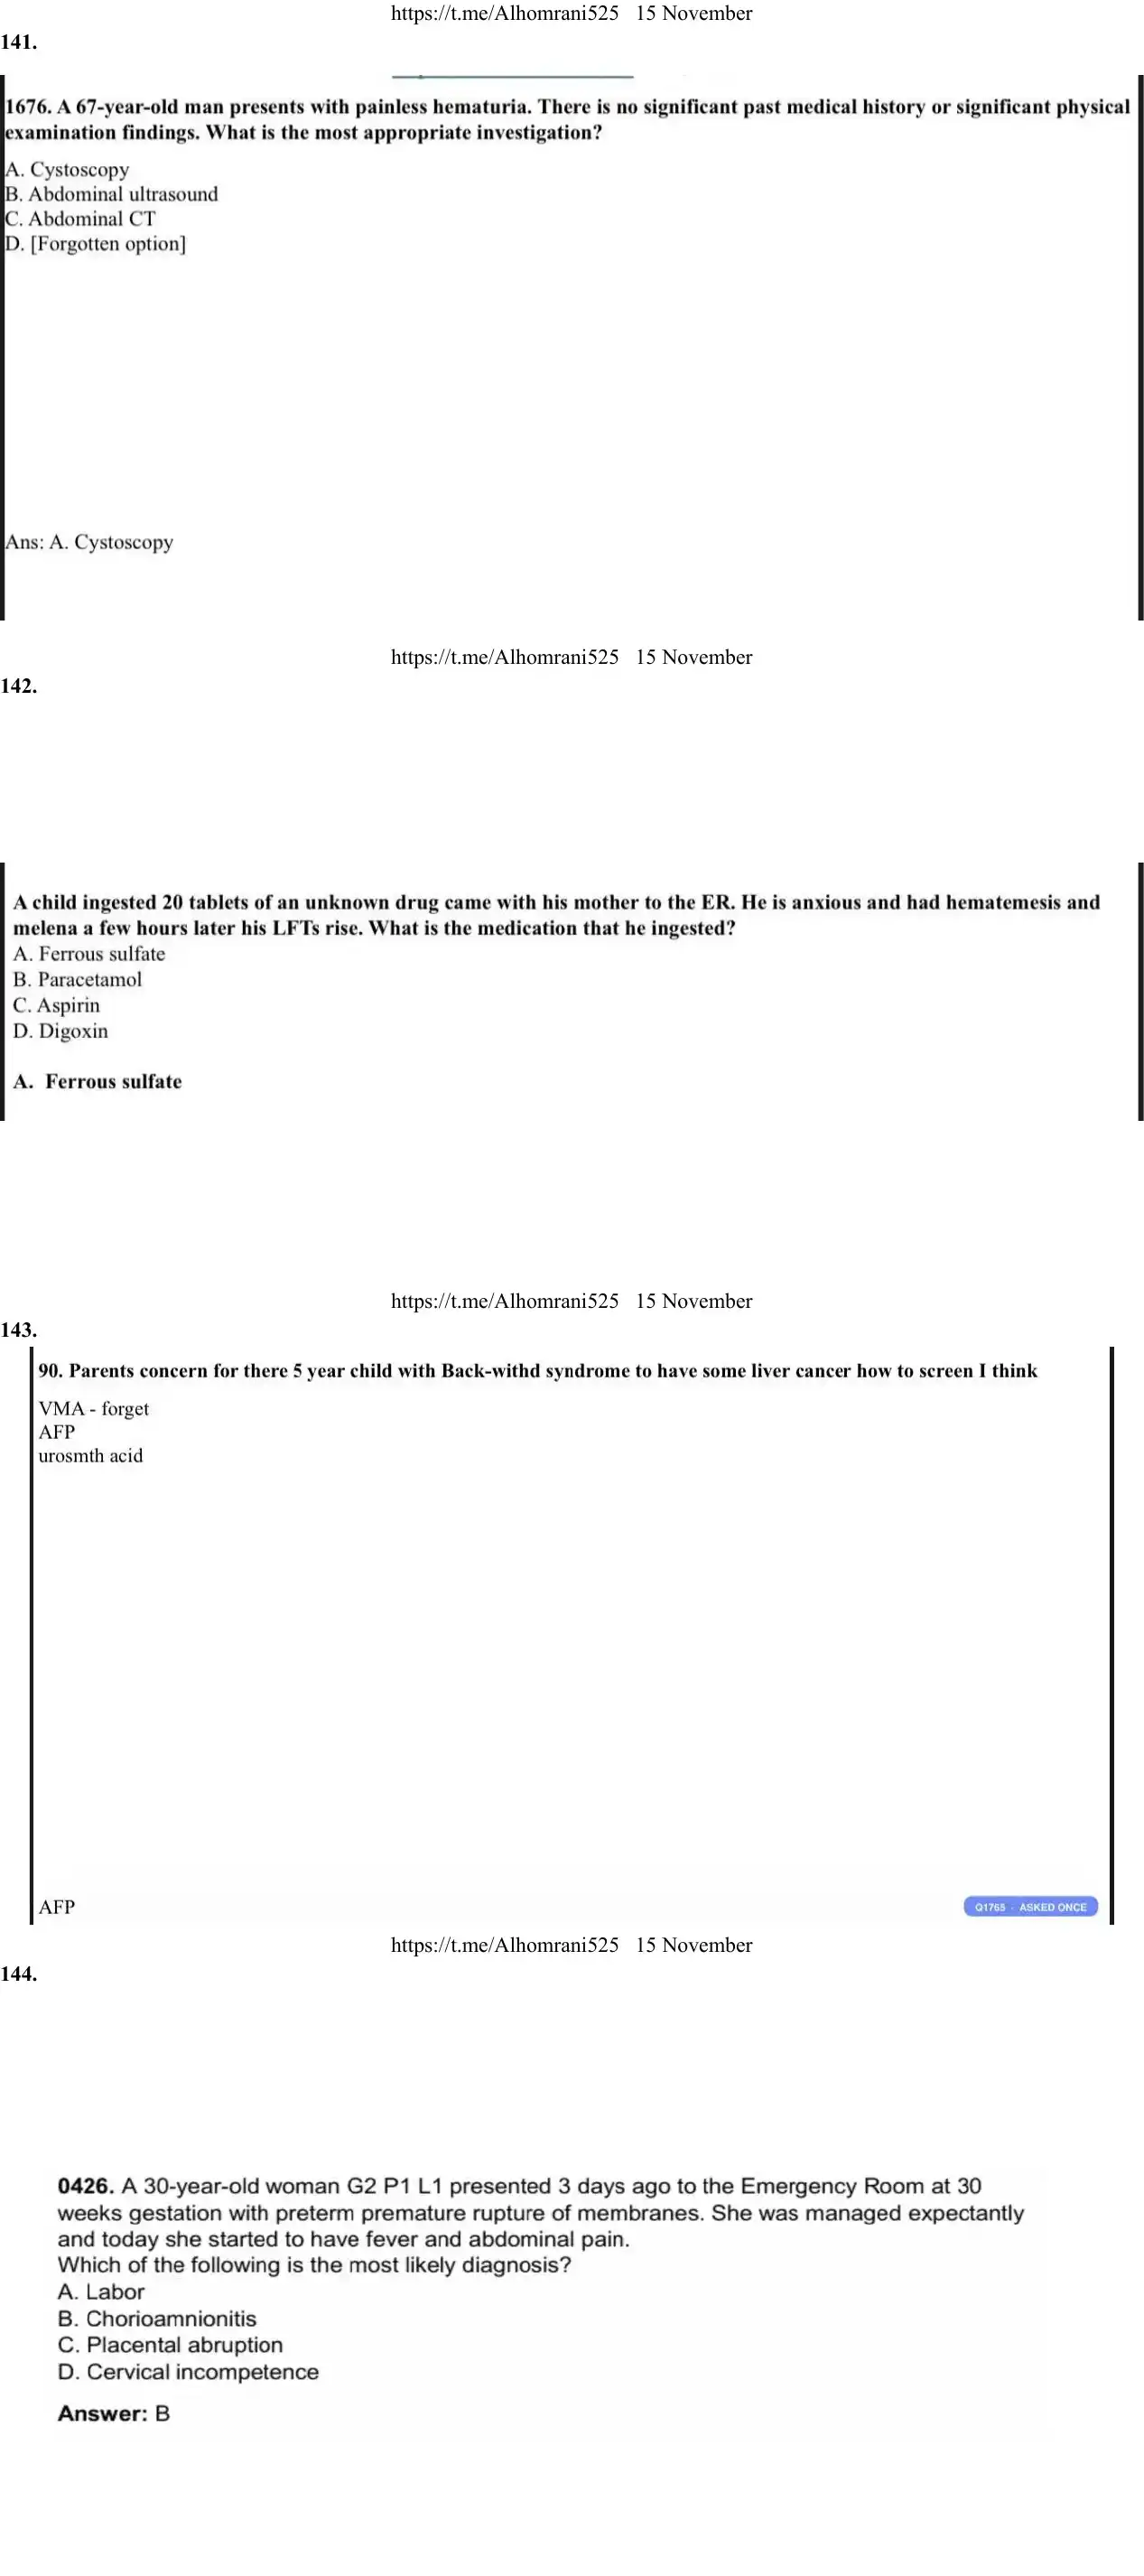 https://t.me/Alhomrani525 15 November
141.
1676. A 67-year-old man presents with painless hematuria. There is no significant past medical history or significant physical
examination findings. What is the most appropriate investigation?
A. Cystoscopy
B. Abdominal ultrasound
C. Abdominal CT
D. [Forgotten option]
Ans: A. Cystoscopy
https://t.me/Alhomrani525 15 November
142.
A child ingested 20 tablets of an unknown drug came with his mother to the ER. He is anxious and had hematemesis and
melena a few hours later his LFTs rise. What is the medication that he ingested?
A. Ferrous sulfate
B. Paracetamol
C. Aspirin
D. Digoxin
A. Ferrous sulfate
https://t.me/Alhomrani525 15 November
143.
90. Parents concern for there 5 year child with Back-withd syndrome to have some liver cancer how to screen I think
VMA - forget
AFP
urosmth acid
AFP
Q1765 - ASKED ONCE
https://t.me/Alhomrani525 15 November
144.
0426. A 30-year-old woman G2 P1 L1 presented 3 days ago to the Emergency Room at 30
weeks gestation with preterm premature rupture of membranes. She was managed expectantly
and today she started to have fever and abdominal pain.
Which of the following is the most likely diagnosis?
A. Labor
B. Chorioamnionitis
C. Placental abruption
D. Cervical incompetence
Answer: B